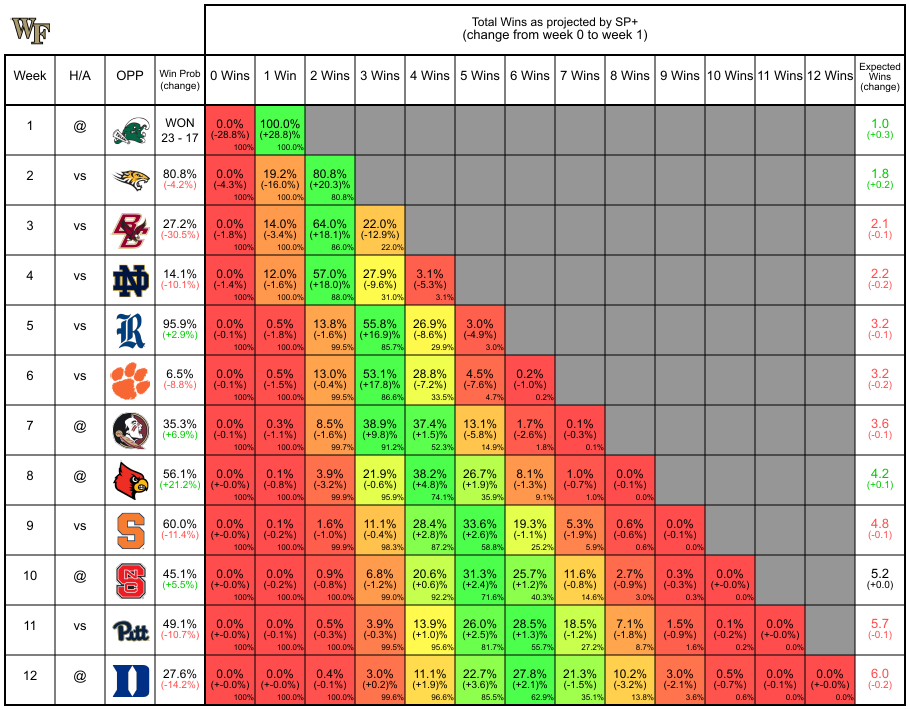 WF
Total Wins as projected by SP+
(change from week 0 to week 1)
Week H/A OPP Win Prob (change) 0 Wins 1 Win 2 Wins 3 Wins 4 Wins 5 Wins 6 Wins 7 Wins 8 Wins 9 Wins 10 Wins 11 Wins 12 Wins Expected Wins (change)
1 @ WON 0.0% 100.0% 1.0
23 - 17 (-28.8%) (+28.8)% (+0.3)
100% 100.0%
2 vs 80.8% 0.0% 19.2% 80.8% 1.8
(-4.2%) (-4.3%) (-16.0%) (+20.3)% (+0.2)
100% 100.0% 80.8%
3 vs BC 27.2% 0.0% 14.0% 64.0% 22.0% 2.1
(-30.5%) (-1.8%) (-3.4%) (+18.1)% (-12.9%) (-0.1)
100% 100.0% 86.0% 22.0%
4 vs ND 14.1% 0.0% 12.0% 57.0% 27.9% 3.1% 2.2
(-10.1%) (-1.4%) (-1.6%) (+18.0)% (-9.6%) (-5.3%) (-0.2)
100% 100.0% 88.0% 31.0% 3.1%
5 vs R 95.9% 0.0% 0.5% 13.8% 55.8% 26.9% 3.0% 3.2
(+2.9%) (-0.1%) (-1.8%) (-1.6%) (+16.9)% (-8.6%) (-4.9%) (-0.1)
100% 100.0% 99.5% 85.7% 29.9% 3.0%
6 vs 6.5% 0.0% 0.5% 13.0% 53.1% 28.8% 4.5% 0.2% 3.2
(-8.8%) (-0.1%) (-1.5%) (-0.4%) (+17.8)% (-7.2%) (-7.6%) (-1.0%) (-0.2)
100% 100.0% 99.5% 86.6% 33.5% 4.7% 0.2%
7 @ 35.3% 0.0% 0.3% 8.5% 38.9% 37.4% 13.1% 1.7% 0.1% 3.6
(+6.9%) (-0.1%) (-1.1%) (-1.6%) (+9.8)% (+1.5)% (-5.8%) (-2.6%) (-0.3%) (-0.1)
100% 100.0% 99.7% 91.2% 52.3% 14.9% 1.8% 0.1%
8 @ 56.1% 0.0% 0.1% 3.9% 21.9% 38.2% 26.7% 8.1% 1.0% 0.0% 4.2
(+21.2%) (+-0.0%) (-0.8%) (-3.2%) (-0.6%) (+4.8)% (+1.9)% (-1.3%) (-0.7%) (-0.1%) (+0.1)
100% 100.0% 99.9% 95.9% 74.1% 35.9% 9.1% 1.0% 0.0%
9 vs S 60.0% 0.0% 0.1% 1.6% 11.1% 28.4% 33.6% 19.3% 5.3% 0.6% 0.0% 4.8
(-11.4%) (+-0.0%) (-0.2%) (-1.0%) (-0.4%) (+2.8)% (+2.6)% (-1.1%) (-1.9%) (-0.6%) (-0.1%) (-0.1)
100% 100.0% 99.9% 98.3% 87.2% 58.8% 25.2% 5.9% 0.6% 0.0%
10 @ NCS 45.1% 0.0% 0.0% 0.9% 6.8% 20.6% 31.3% 25.7% 11.6% 2.7% 0.3% 0.0% 5.2
(+5.5%) (+-0.0%) (-0.2%) (-0.8%) (-1.2%) (+0.6)% (+2.4)% (+1.2)% (-0.8%) (-0.9%) (-0.3%) (+-0.0%) (+0.0)
100% 100.0% 100.0% 99.0% 92.2% 71.6% 40.3% 14.6% 3.0% 0.3% 0.0%
11 vs Pitt 49.1% 0.0% 0.0% 0.5% 3.9% 13.9% 26.0% 28.5% 18.5% 7.1% 1.5% 0.1% 0.0% 5.7
(-10.7%) (+-0.0%) (-0.1%) (-0.3%) (-0.3%) (+1.0)% (+2.5)% (+1.3)% (-1.2%) (-1.8%) (-0.9%) (-0.2%) (+-0.0%) (-0.1)
100% 100.0% 100.0% 99.5% 95.6% 81.7% 55.7% 27.2% 8.7% 1.6% 0.2% 0.0%
12 @ D 27.6% 0.0% 0.0% 0.4% 3.0% 11.1% 22.7% 27.8% 21.3% 10.2% 3.0% 0.5% 0.0% 0.0% 6.0
(-14.2%) (+-0.0%) (+-0.0%) (-0.1%) (+0.2)% (+1.9)% (+3.6)% (+2.1)% (-1.5%) (-3.2%) (-2.1%) (-0.7%) (-0.1%) (+-0.0%) (-0.2)
100% 100.0% 100.0% 99.6% 96.6% 85.5% 62.9% 35.1% 13.8% 3.6% 0.6% 0.0% 0.0%